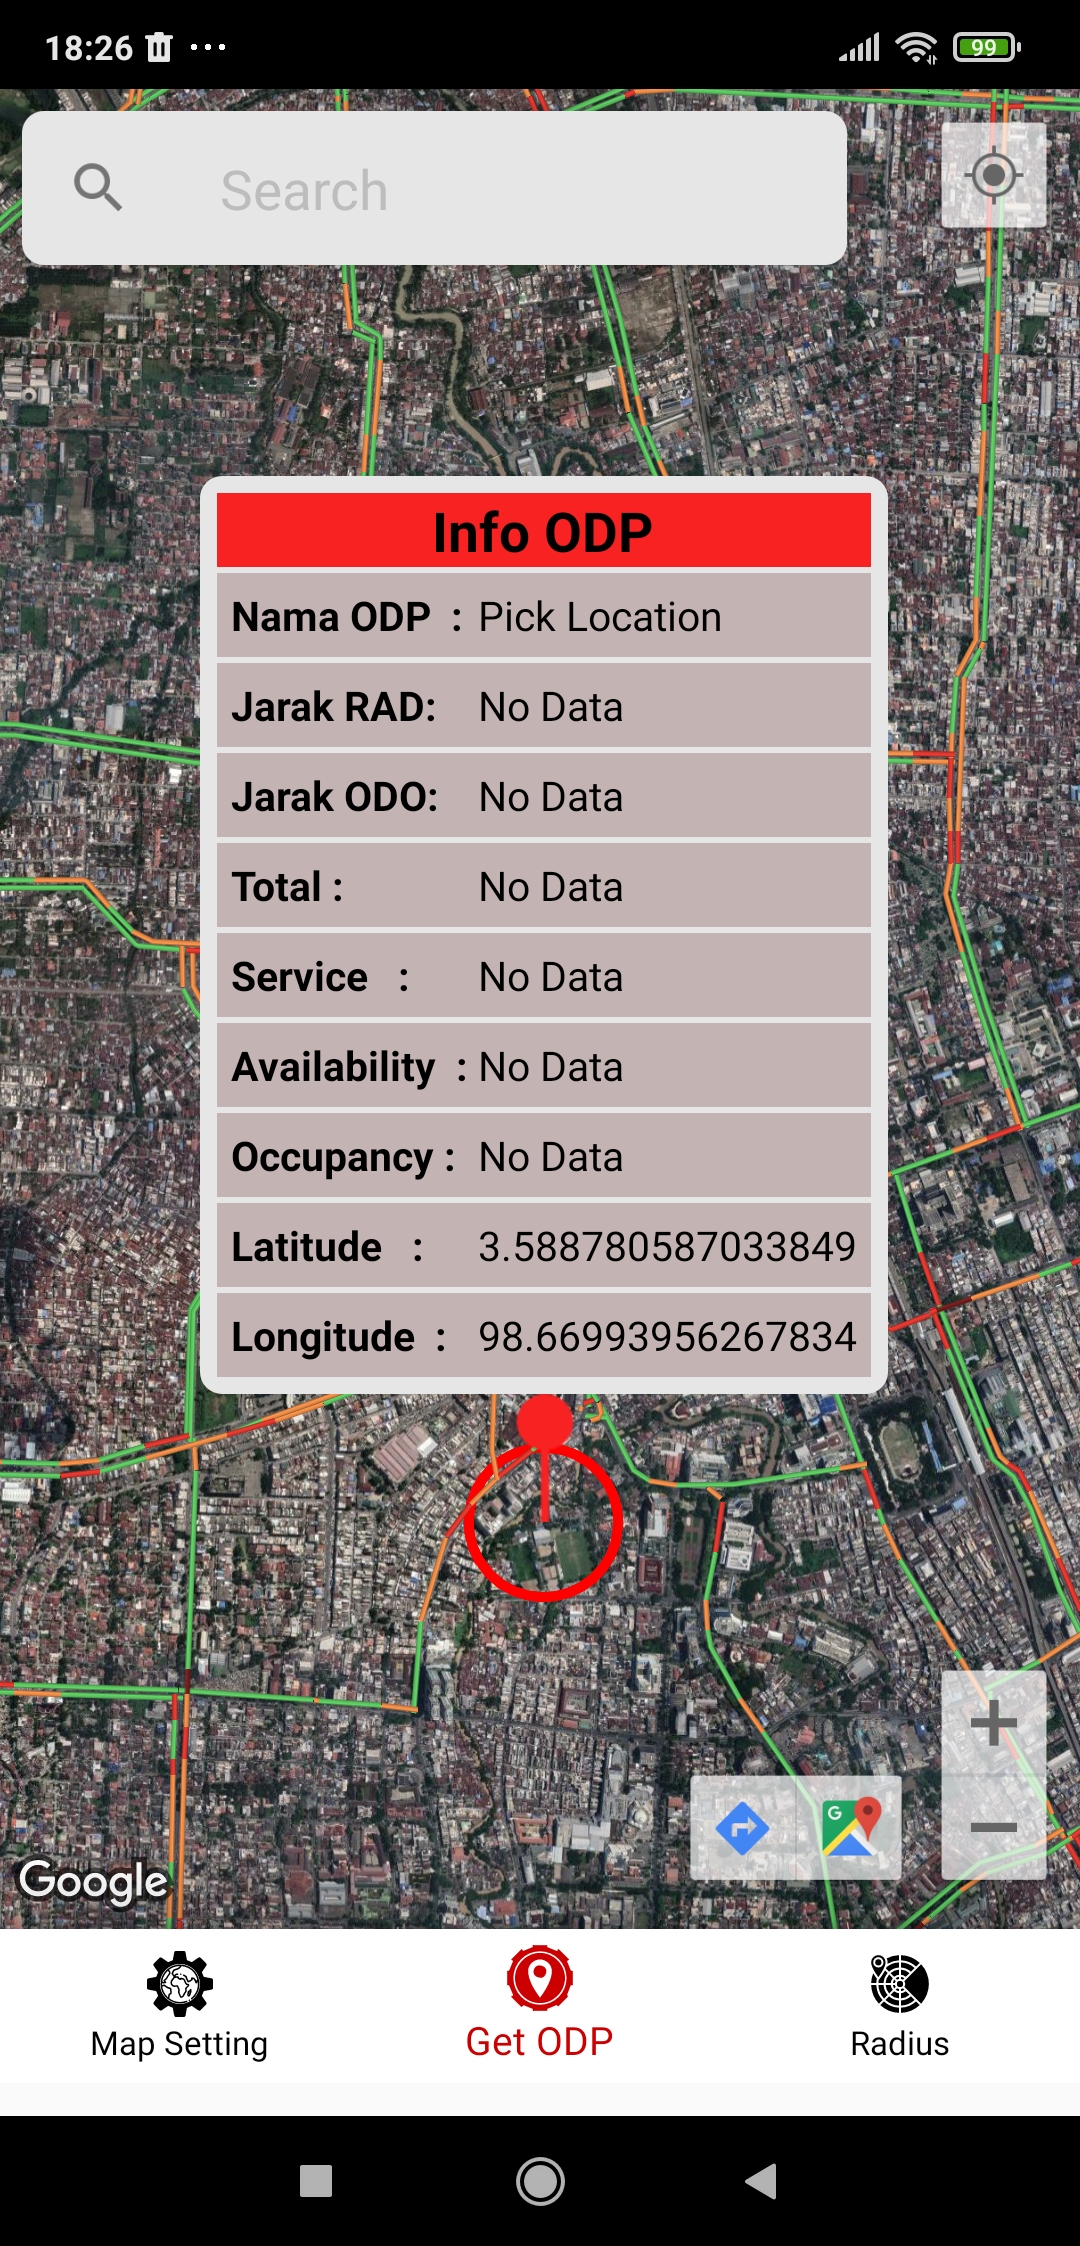 18:26
99
Search
Info ODP
Nama ODP : Pick Location
Jarak RAD: No Data
Jarak ODO: No Data
Total : No Data
Service : No Data
Availability : No Data
Occupancy : No Data
Latitude : 3.588780587033849
Longitude : 98.66993956267834
G
Google
Map Setting
Get ODP
Radius